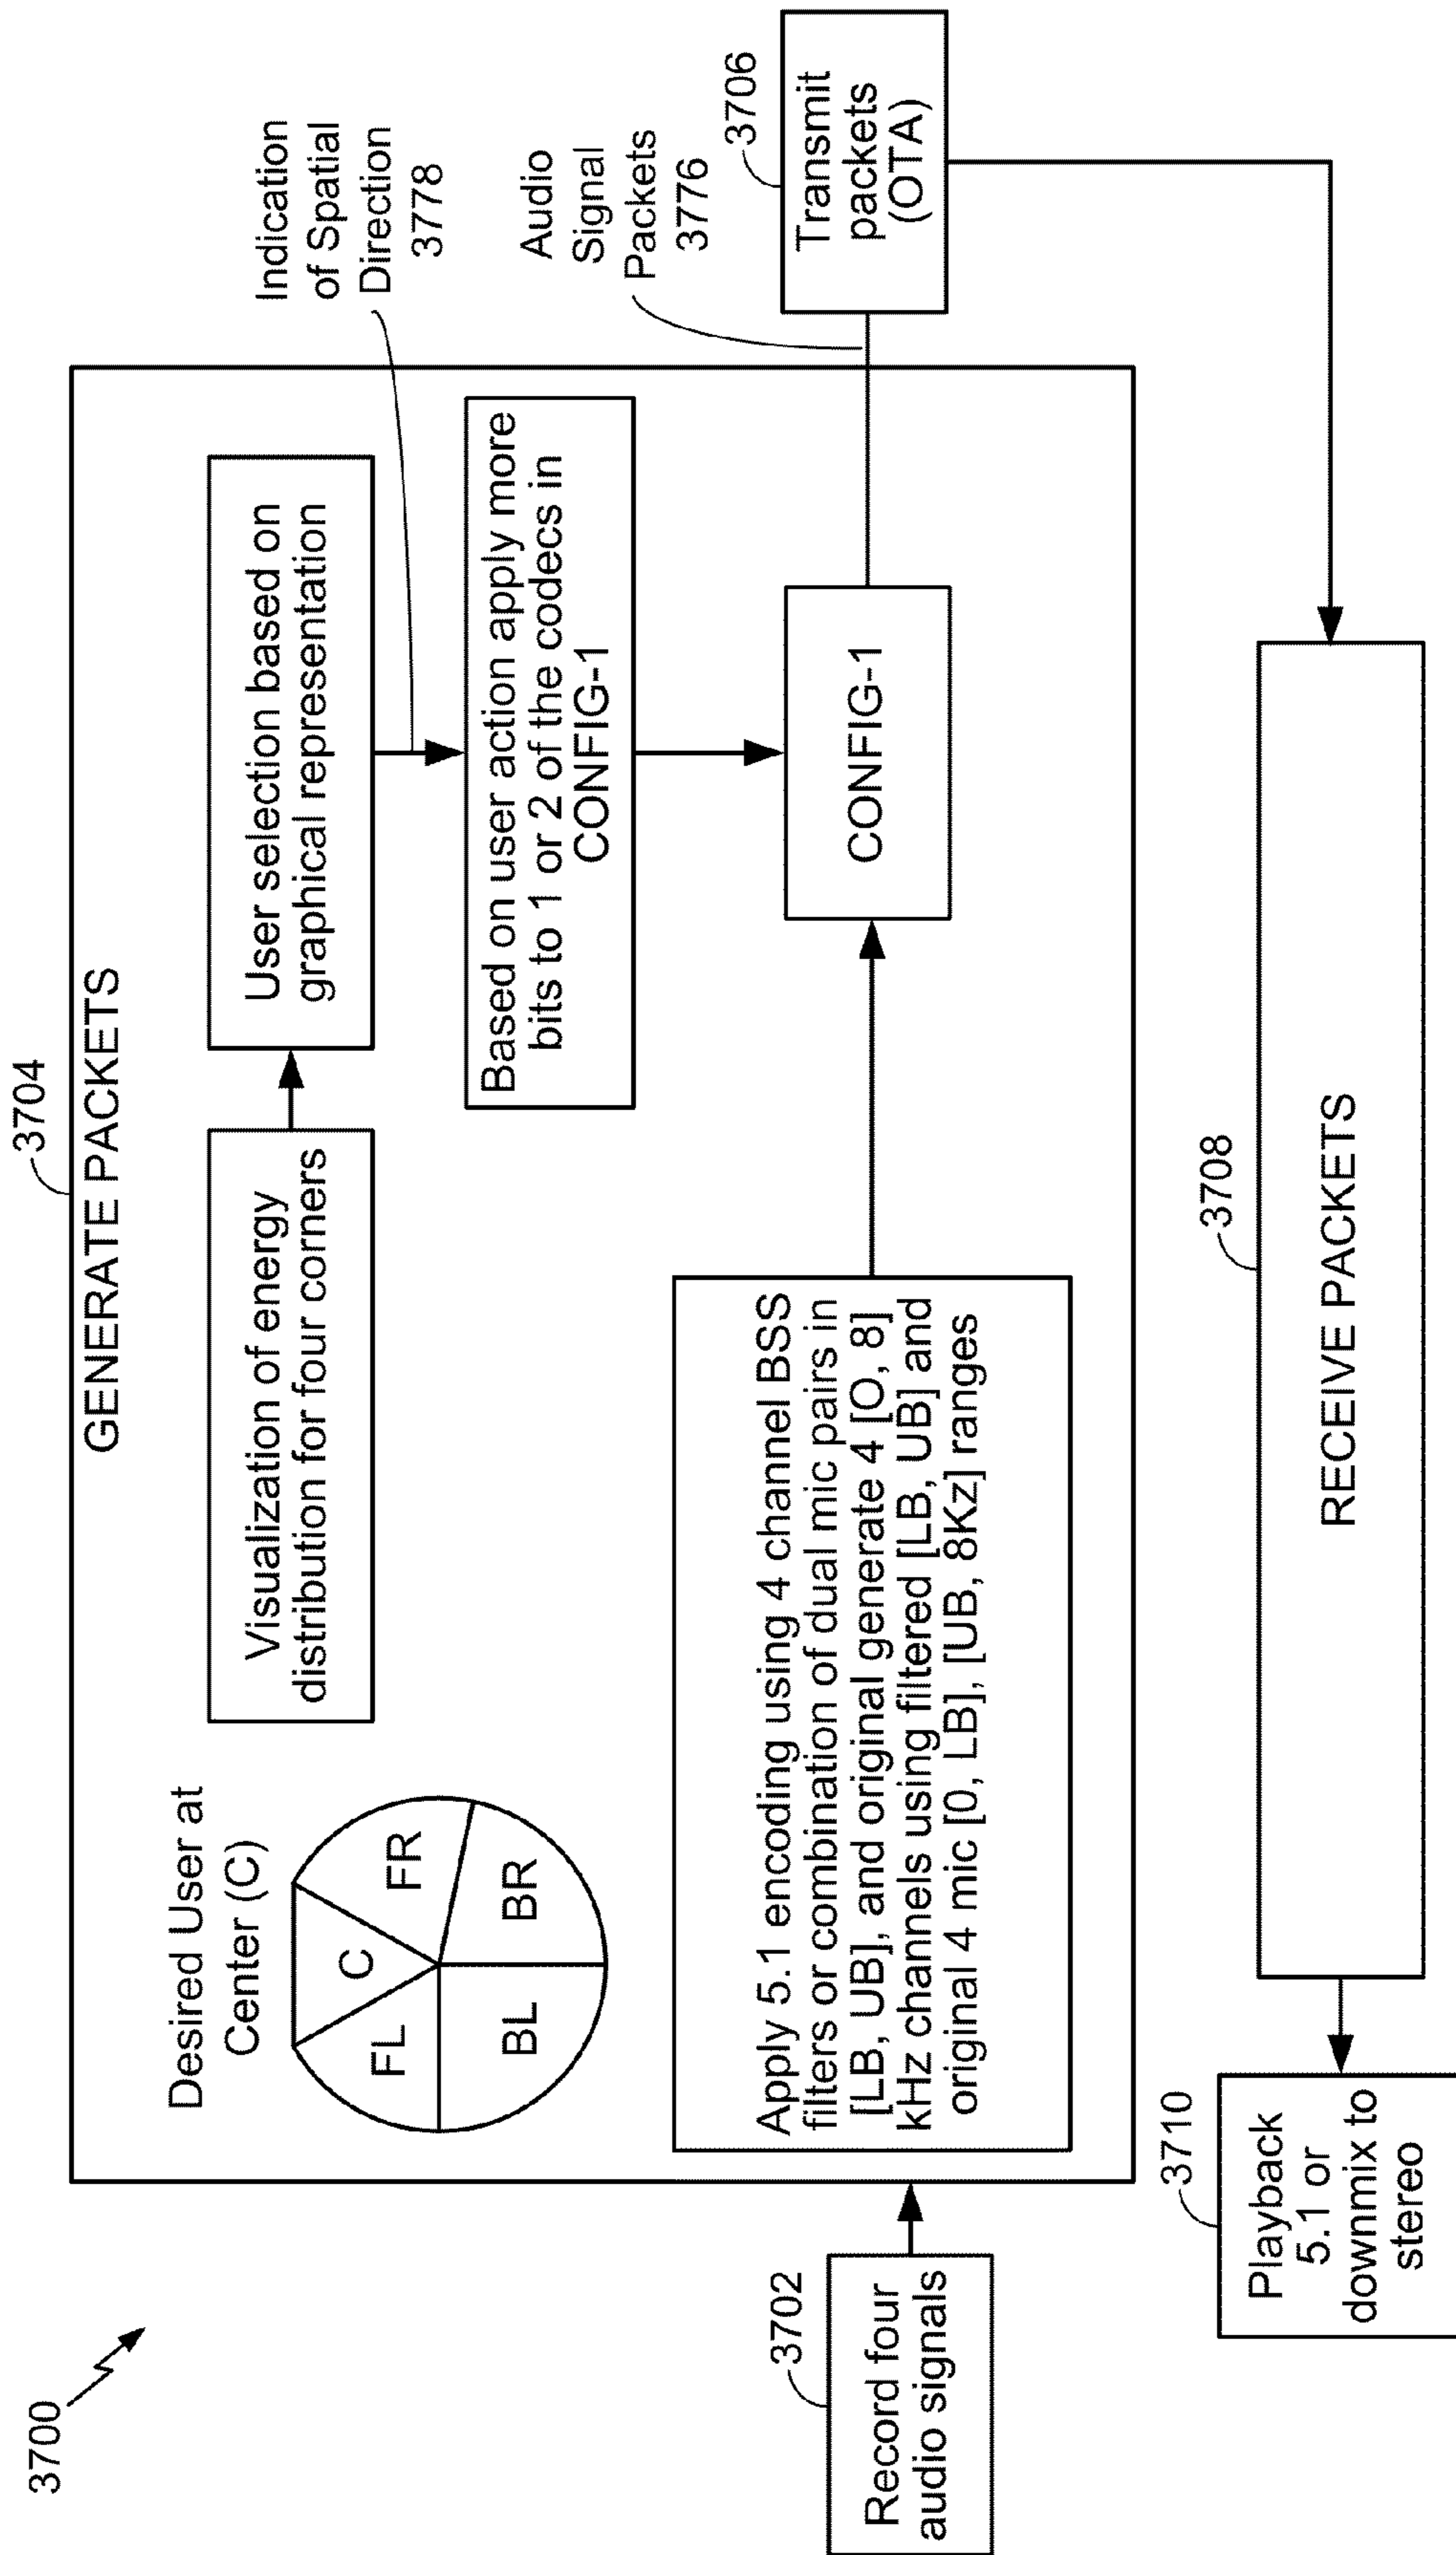 3700
3702
Record four
audio signals
3704
GENERATE PACKETS
Desired User at
Center (C)
FL
C
FR
BL
BR
Visualization of energy
distribution for four corners
User selection based on
graphical representation
Indication
of Spatial
Direction
3778
Based on user action apply more
bits to 1 or 2 of the codecs in
CONFIG-1
Apply 5.1 encoding using 4 channel BSS
filters or combination of dual mic pairs in
[LB, UB], and original generate 4 [O, 8]
kHz channels using filtered [LB, UB] and
original 4 mic [0, LB], [UB, 8Kz] ranges
CONFIG-1
Audio
Signal
Packets
3776
3706
Transmit
packets
(OTA)
3708
RECEIVE PACKETS
3710
Playback
5.1 or
downmix to
stereo